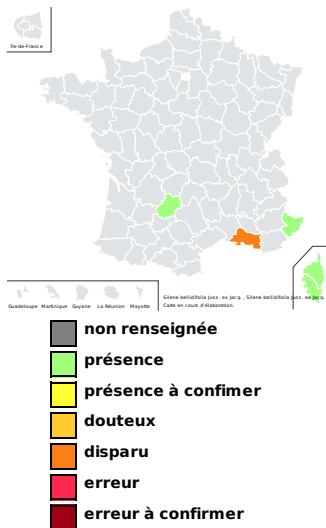 Île-de-France
Guadeloupe Martinique Guyane La Réunion Mayotte
Silene bellidifolia Juss. ex Jacq. , Silene bellidifolia Juss. ex Jacq.
Carte en cours d'élaboration.
non renseignée
présence
présence à confimer
douteux
disparu
erreur
erreur à confirmer